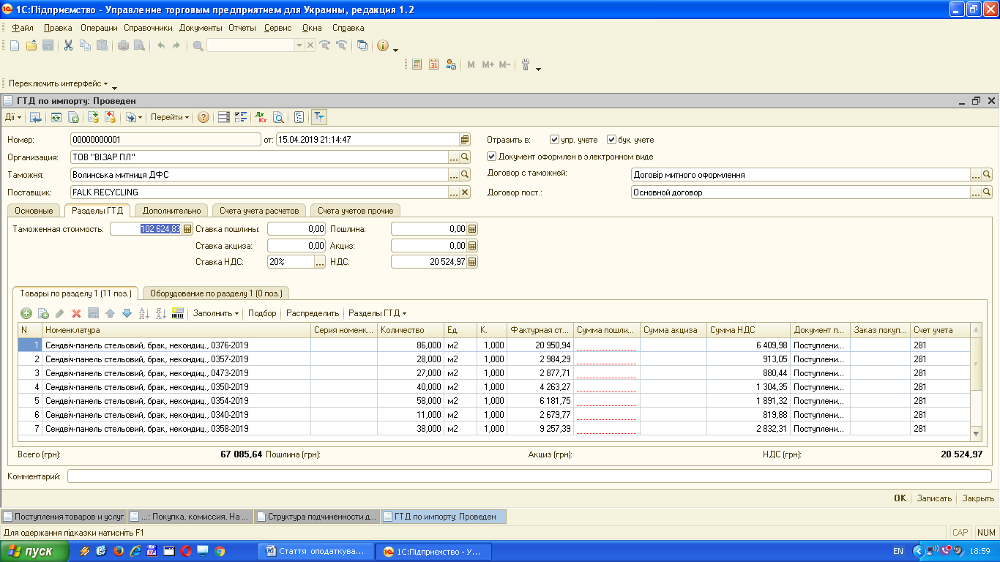 1С:Підприємство - Управление торговым предприятием для Украины, редакция 1.2
Файл Правка Операции Справочники Документы Отчеты Сервис Окна Справка
M M+ M-
Переключить интерфейс
ГТД по импорту: Проведен
Дії Перейти
Номер: 00000000001 от: 15.04.2019 21:14:47 Отразить в: упр. учете бух. учете
Организация: ТОВ "ВІЗАР ПЛ" Документ оформлен в электронном виде
Таможня: Волинська митниця ДФС Договор с таможней: Договір митного оформлення
Поставщик: FALK RECYCLING Договор пост.: Основной договор
Основные Разделы ГТД Дополнительно Счета учета расчетов Счета учетов прочие
Таможенная стоимость: 102 624,83 Ставка пошлины: 0,00 Пошлина: 0,00
Ставка акциза: 0,00 Акциз: 0,00
Ставка НДС: 20% НДС: 20 524,97
Товары по разделу 1 (11 поз.) Оборудование по разделу 1 (0 поз.)
Заполнить Подбор Распределить Разделы ГТД
N Номенклатура Серия номенк... Количество Ед. К. Фактурная ст... Сумма пошли... Сумма акциза Сумма НДС Документ п... Заказ покуп... Счет учета
1 Сендвіч-панель стельовий, брак, некондиц., 0376-2019 86,000 м2 1,000 20 950,94 6 409,98 Поступлени... 281
2 Сендвіч-панель стельовий, брак, некондиц., 0357-2019 28,000 м2 1,000 2 984,29 913,05 Поступлени... 281
3 Сендвіч-панель стельовий, брак, некондиц., 0473-2019 27,000 м2 1,000 2 877,71 880,44 Поступлени... 281
4 Сендвіч-панель стельовий, брак, некондиц., 0350-2019 40,000 м2 1,000 4 263,27 1 304,35 Поступлени... 281
5 Сендвіч-панель стельовий, брак, некондиц., 0354-2019 58,000 м2 1,000 6 181,75 1 891,32 Поступлени... 281
6 Сендвіч-панель стельовий, брак, некондиц., 0340-2019 11,000 м2 1,000 2 679,77 819,88 Поступлени... 281
7 Сендвіч-панель стельовий, брак, некондиц., 0358-2019 38,000 м2 1,000 9 257,39 2 832,31 Поступлени... 281
Всего (грн): 67 085,64 Пошлина (грн): Акциз (грн): НДС (грн): 20 524,97
Комментарий:
OK Записать Закрыть
Поступления товаров и услуг ...: Покупка, комиссия, На ... Структура подчиненности д... ГТД по импорту: Проведен
Для одержання підказки натисніть F1 CAP NUM
пуск Стаття оподаткува... 1С:Підприємство - У... EN 18:59